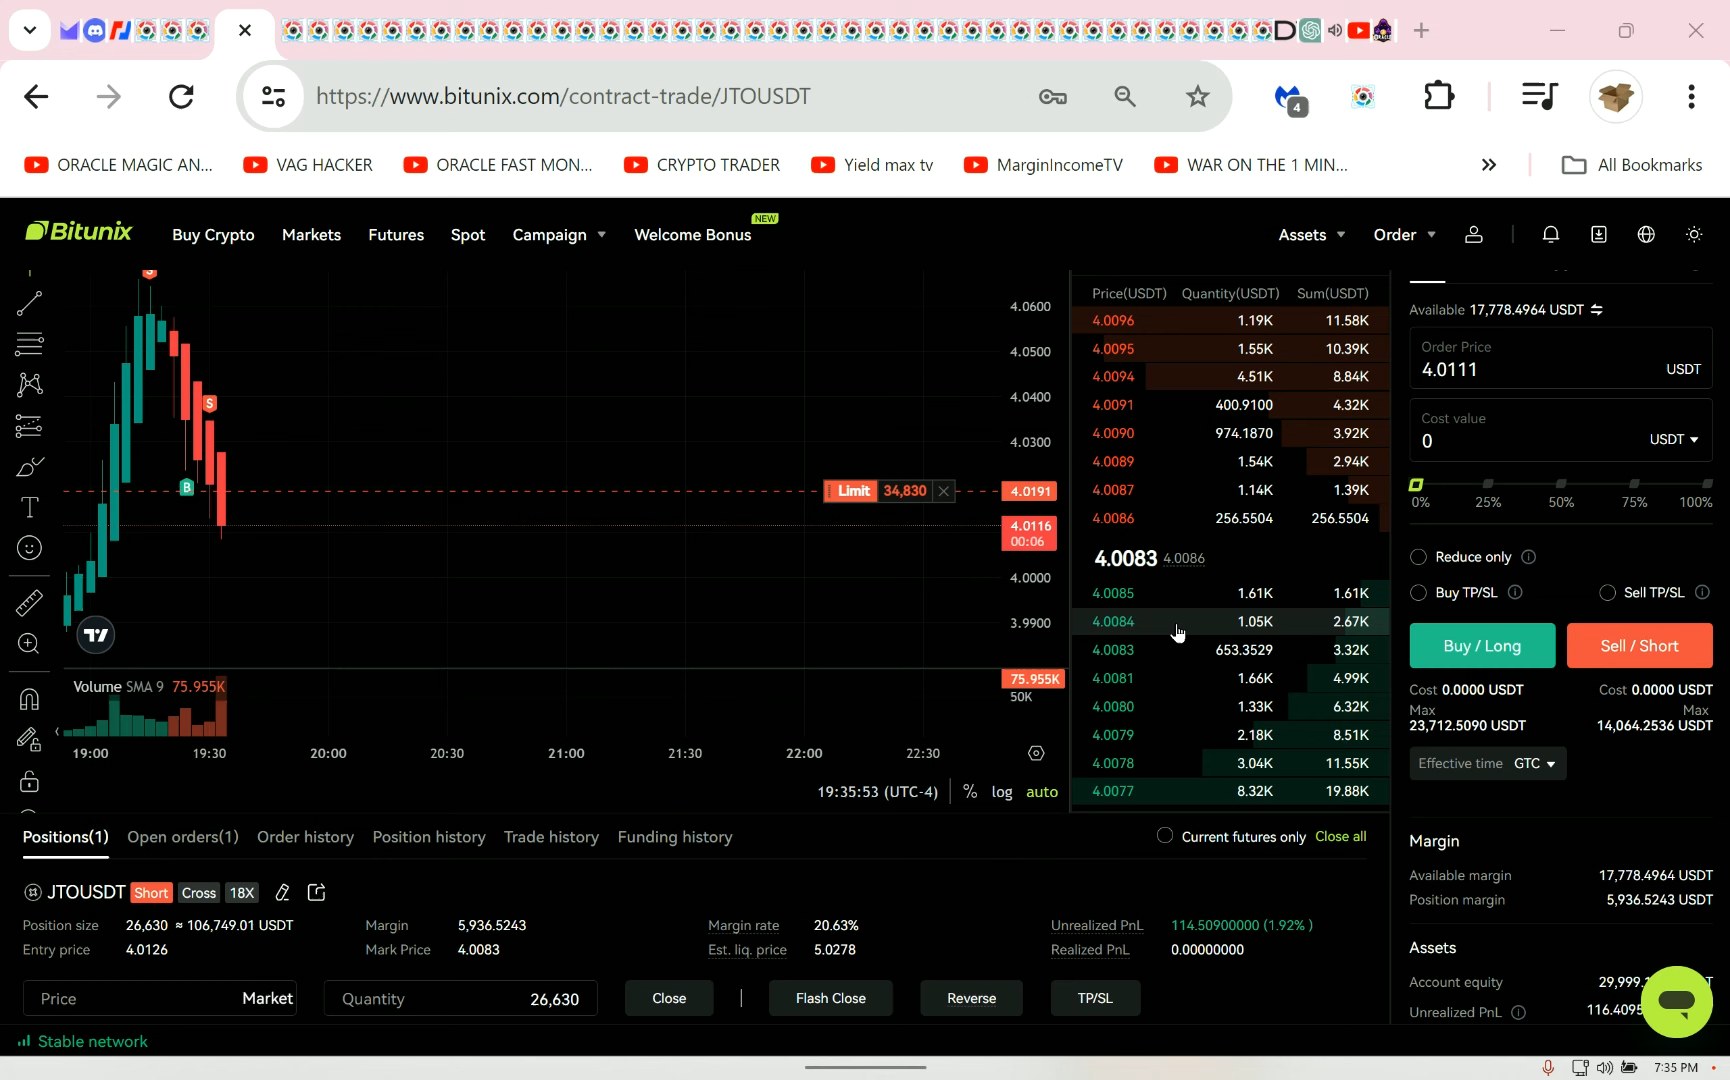 https://www.bitunix.com/contract-trade/JTOUSDT
4
ORACLE MAGIC AN...
VAG HACKER
ORACLE FAST MON...
CRYPTO TRADER
Yield max tv
MarginIncomeTV
WAR ON THE 1 MIN...
All Bookmarks
Bitunix
Buy Crypto
Markets
Futures
Spot
Campaign
Welcome Bonus
NEW
Assets
Order
S
S
B
4.0600
4.0500
4.0400
4.0300
Limit 34,830
4.0191
4.0116
00:06
4.0000
3.9900
Volume SMA 9 75.955K
75.955K
50K
19:00 19:30 20:00 20:30 21:00 21:30 22:00 22:30
19:35:53 (UTC-4) % log auto
Price(USDT) Quantity(USDT) Sum(USDT)
4.0096 1.19K 11.58K
4.0095 1.55K 10.39K
4.0094 4.51K 8.84K
4.0091 400.9100 4.32K
4.0090 974.1870 3.92K
4.0089 1.54K 2.94K
4.0087 1.14K 1.39K
4.0086 256.5504 256.5504
4.0083 4.0086
4.0085 1.61K 1.61K
4.0084 1.05K 2.67K
4.0083 653.3529 3.32K
4.0081 1.66K 4.99K
4.0080 1.33K 6.32K
4.0079 2.18K 8.51K
4.0078 3.04K 11.55K
4.0077 8.32K 19.88K
Available 17,778.4964 USDT
Order Price
4.0111 USDT
Cost value
0 USDT
0% 25% 50% 75% 100%
Reduce only
Buy TP/SL Sell TP/SL
Buy / Long Sell / Short
Cost 0.0000 USDT Cost 0.0000 USDT
Max Max
23,712.5090 USDT 14,064.2536 USDT
Effective time GTC
Margin
Available margin 17,778.4964 USDT
Position margin 5,936.5243 USDT
Assets
Account equity 29,999.
Unrealized PnL 116.4095
Positions(1) Open orders(1) Order history Position history Trade history Funding history
Current futures only Close all
JTOUSDT Short Cross 18X
Position size 26,630 ≈ 106,749.01 USDT Margin 5,936.5243 Margin rate 20.63% Unrealized PnL 114.50900000 (1.92% )
Entry price 4.0126 Mark Price 4.0083 Est. liq. price 5.0278 Realized PnL 0.00000000
Price Market Quantity 26,630 Close Flash Close Reverse TP/SL
Stable network
7:35 PM